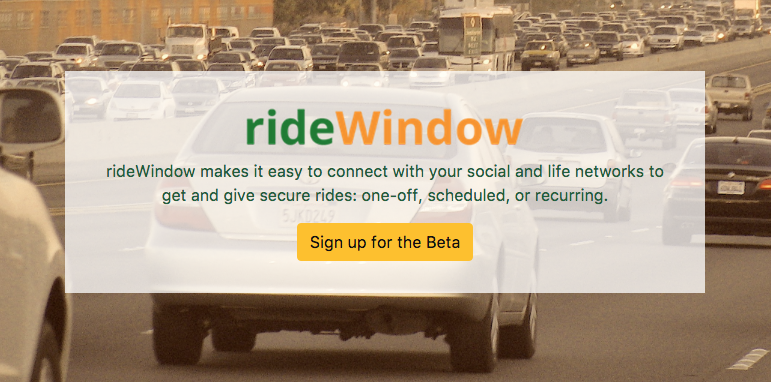 rideWindow
rideWindow makes it easy to connect with your social and life networks to
get and give secure rides: one-off, scheduled, or recurring.
Sign up for the Beta